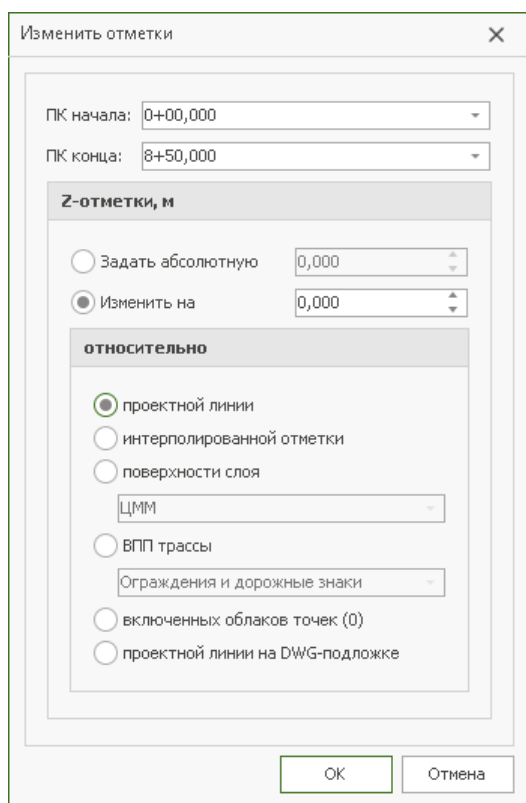 Изменить отметки
ПК начала: 0+00,000
ПК конца: 8+50,000
Z-отметки, м
Задать абсолютную 0,000
Изменить на 0,000
относительно
проектной линии
интерполированной отметки
поверхности слоя
ЦММ
ВПП трассы
Ограждения и дорожные знаки
включенных облаков точек (0)
проектной линии на DWG-подложке
ОК Отмена